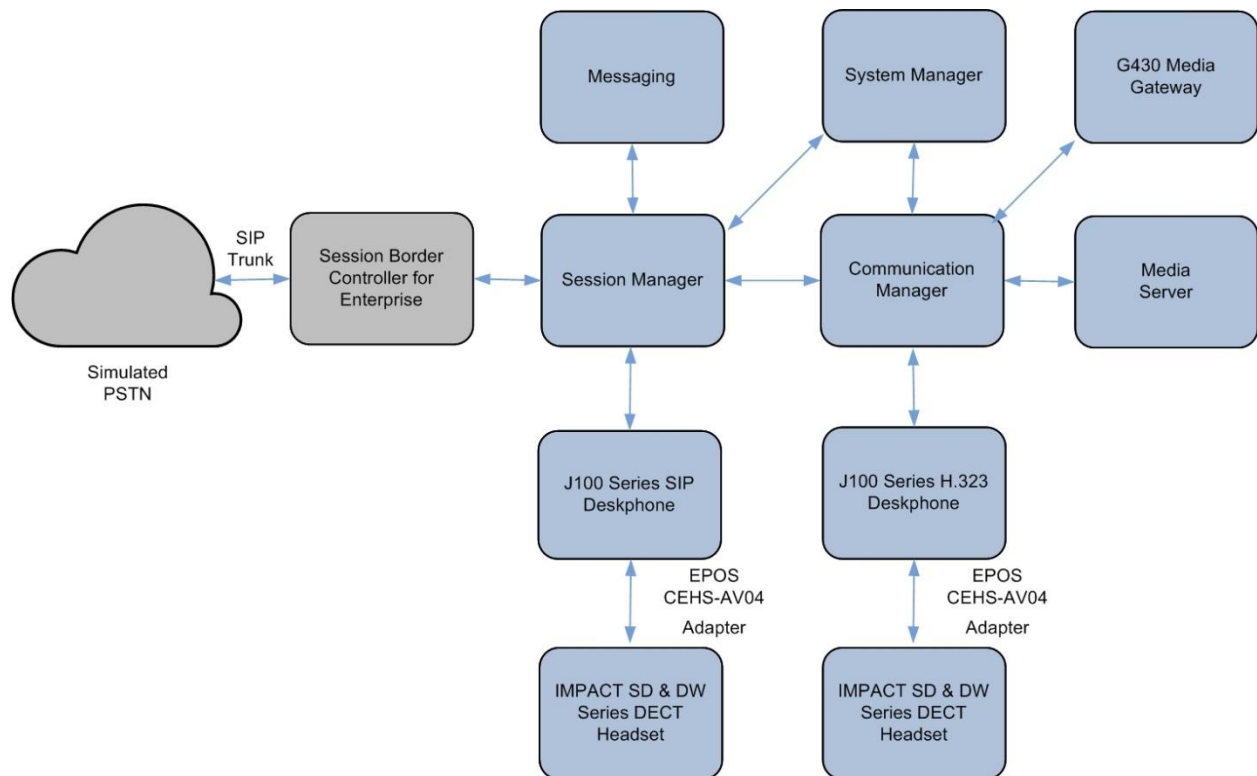 Messaging
System Manager
G430 Media
Gateway
SIP
Trunk
Session Border
Controller for
Enterprise
Session Manager
Communication
Manager
Media
Server
Simulated
PSTN
J100 Series SIP
Deskphone
J100 Series H.323
Deskphone
EPOS
CEHS-AV04
Adapter
EPOS
CEHS-AV04
Adapter
IMPACT SD & DW
Series DECT
Headset
IMPACT SD & DW
Series DECT
Headset